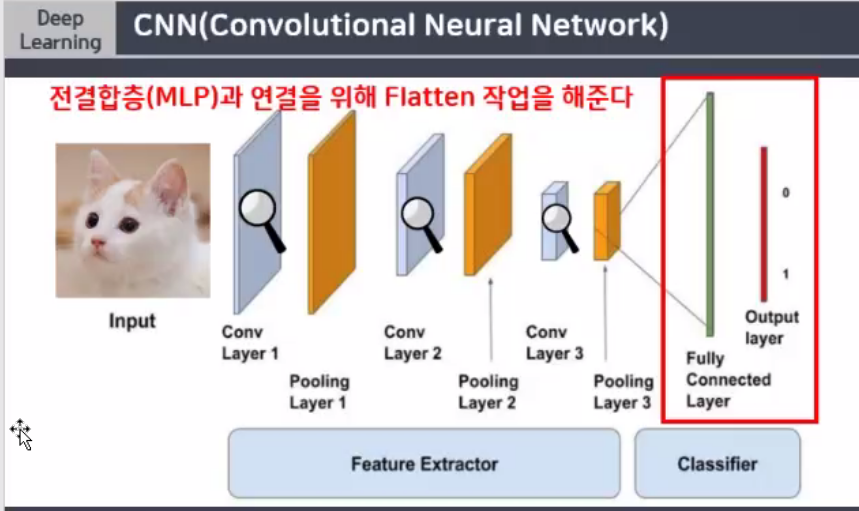 Deep
Learning
CNN(Convolutional Neural Network)
전결합층(MLP)과 연결을 위해 Flatten 작업을 해준다
0
1
Input
Output
layer
Conv
Layer 1
Conv
Layer 2
Conv
Layer 3
Fully
Connected
Layer
Pooling
Layer 1
Pooling
Layer 2
Pooling
Layer 3
Feature Extractor
Classifier